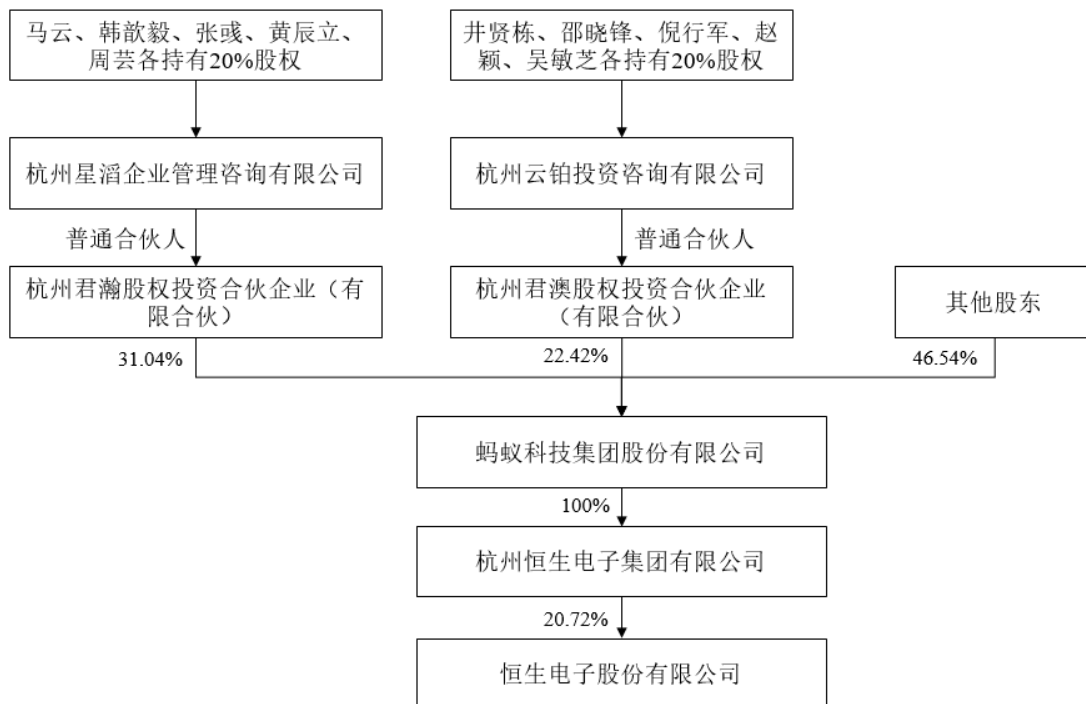 马云、韩歆毅、张彧、黄辰立、
周芸各持有20%股权
井贤栋、邵晓锋、倪行军、赵
颖、吴敏芝各持有20%股权
杭州星滔企业管理咨询有限公司
杭州云铂投资咨询有限公司
普通合伙人
普通合伙人
杭州君瀚股权投资合伙企业（有
限合伙）
杭州君澳股权投资合伙企业
（有限合伙）
其他股东
31.04%
22.42%
46.54%
蚂蚁科技集团股份有限公司
100%
杭州恒生电子集团有限公司
20.72%
恒生电子股份有限公司